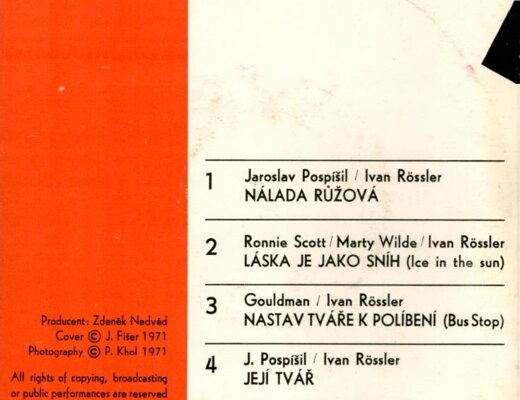 1 Jaroslav Pospíšil / Ivan Rössler
NÁLADA RŮŽOVÁ
2 Ronnie Scott / Marty Wilde / Ivan Rössler
LÁSKA JE JAKO SNÍH (Ice in the sun)
3 Gouldman / Ivan Rössler
NASTAV TVÁŘE K POLÍBENÍ (Bus Stop)
4 J. Pospíšil / Ivan Rössler
JEJÍ TVÁŘ
Producent: Zdeněk Nedvěd
Cover © J. Fišer 1971
Photography © P. Khol 1971
All rights of copying, broadcasting
or public performances are reserved